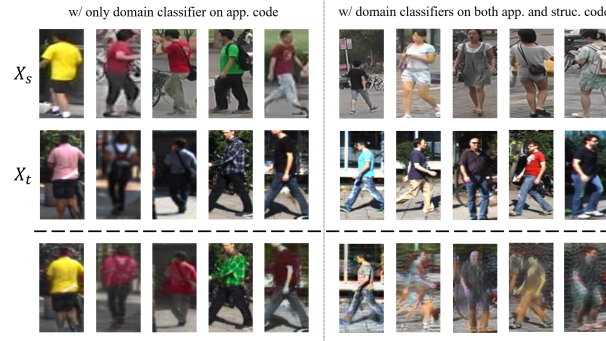 w/ only domain classifier on app. code
w/ domain classifiers on both app. and struc. code
X_s
X_t